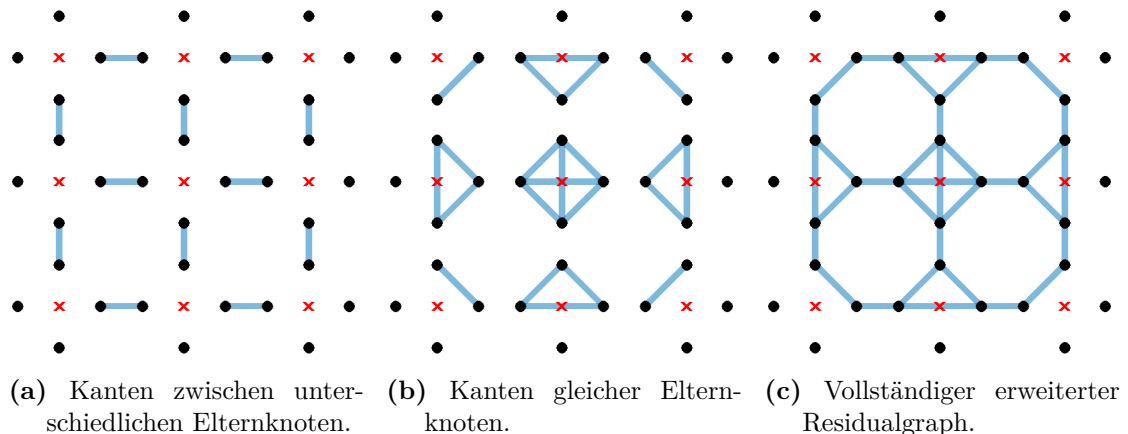 (a) Kanten zwischen unter-
schiedlichen Elternknoten.
(b) Kanten gleicher Eltern-
knoten.
(c) Vollständiger erweiterter
Residualgraph.